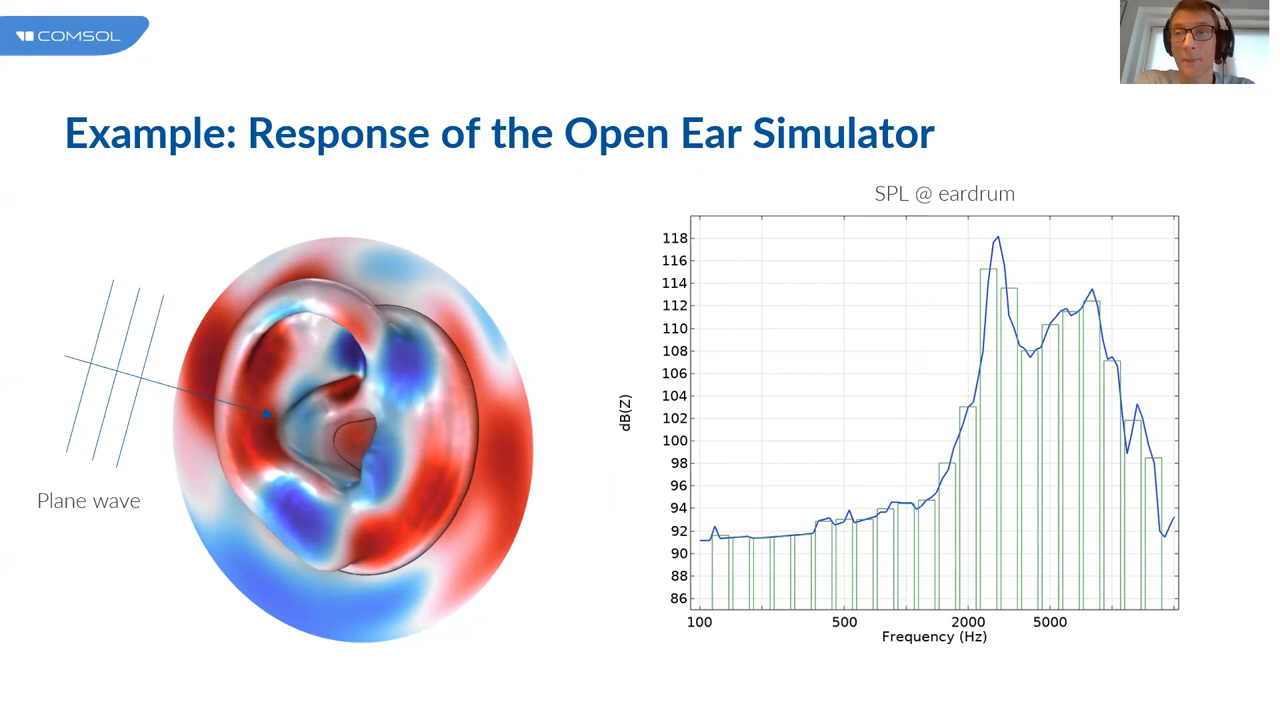 COMSOL
Example: Response of the Open Ear Simulator
Plane wave
SPL @ eardrum
118
116
114
112
110
108
106
104
102
100
98
96
94
92
90
88
86
dB(Z)
100 500 2000 5000
Frequency (Hz)